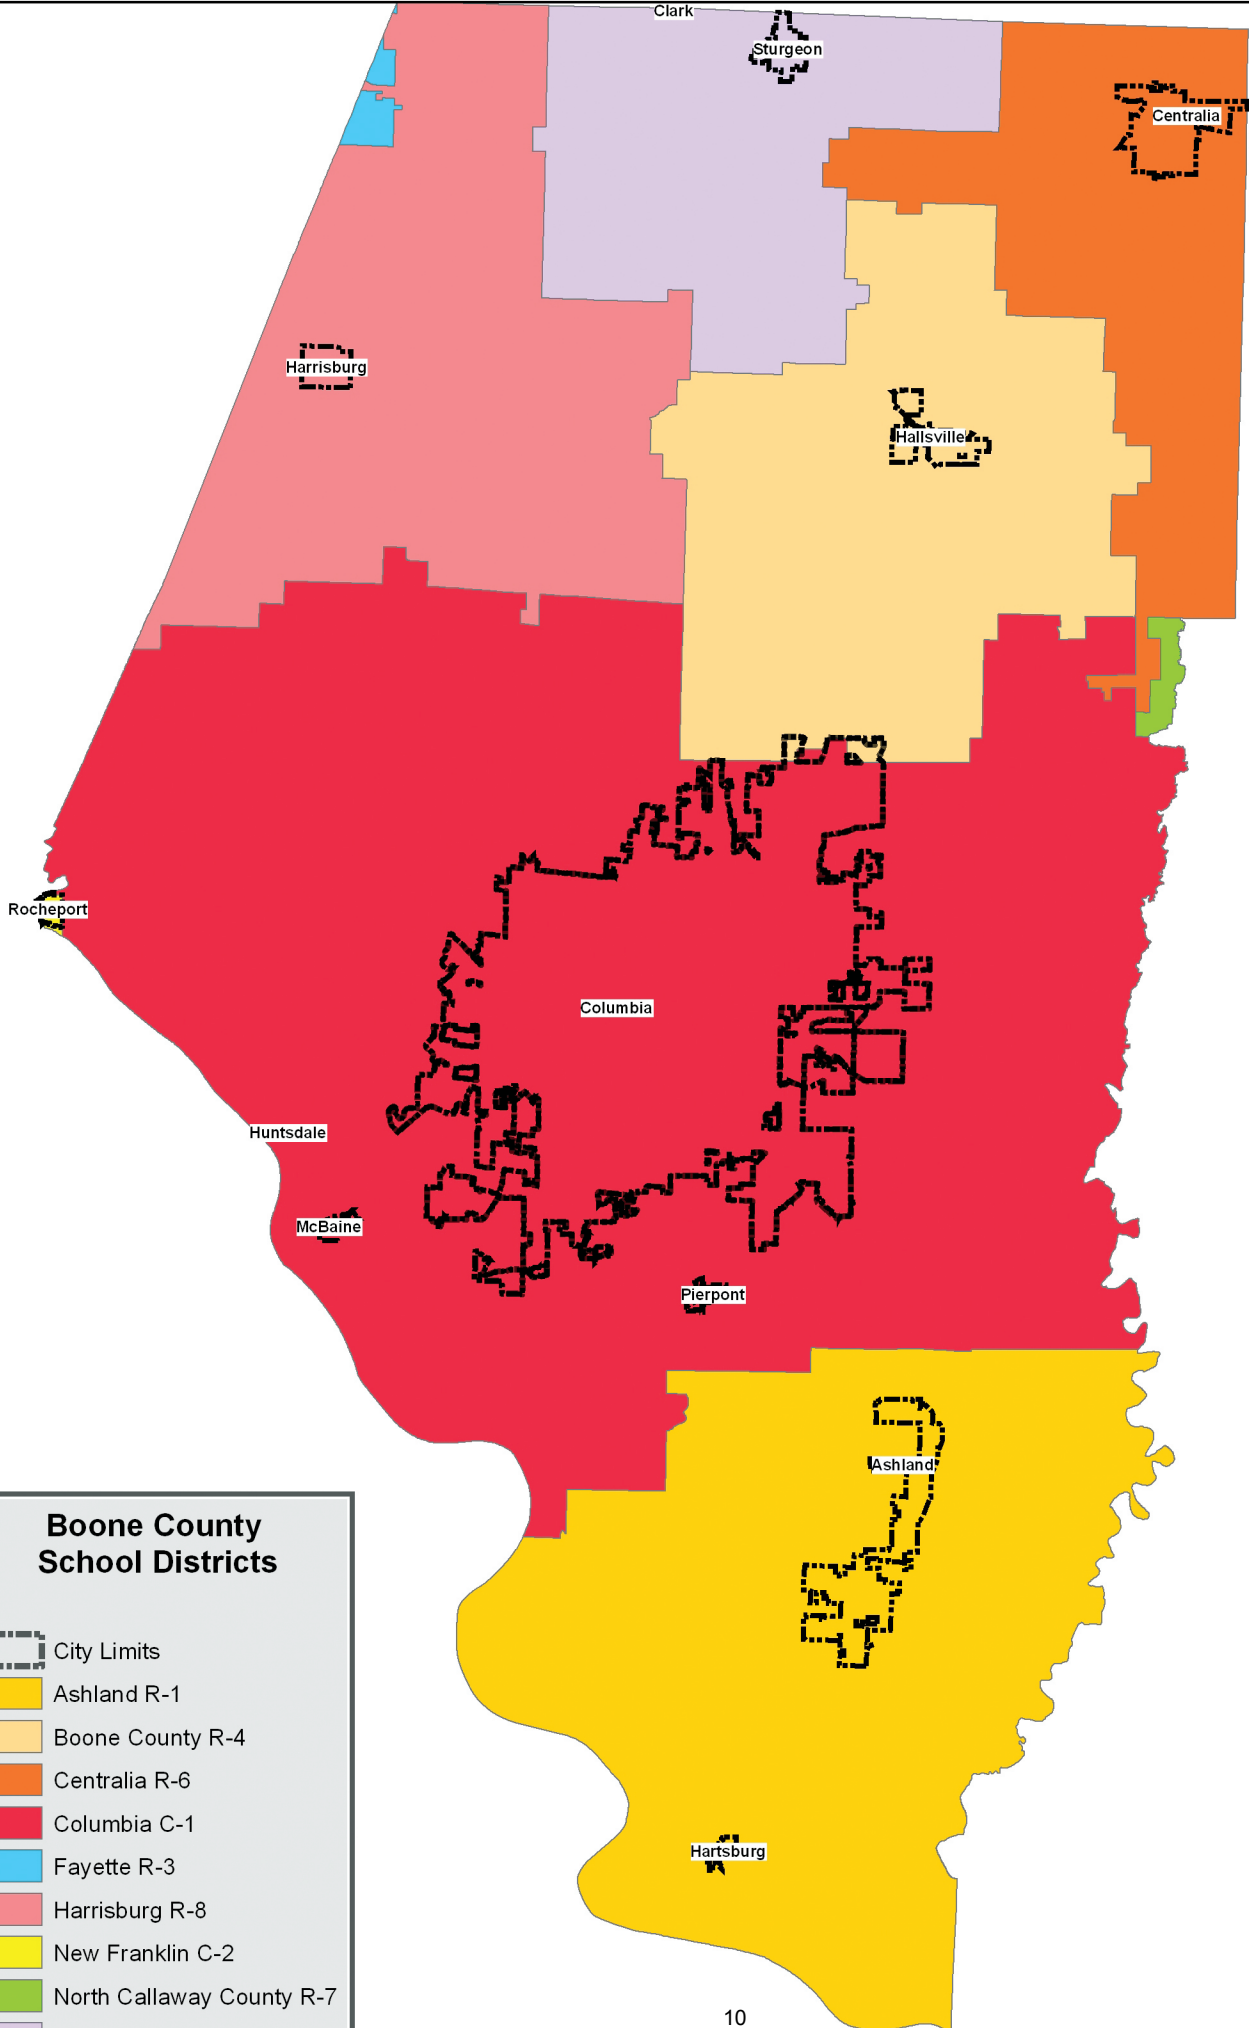 Clark
Sturgeon
Centralia
Harrisburg
Hallsville
Rocheport
Columbia
Huntsdale
McBaine
Pierpont
Ashland
Hartsburg
Boone County
School Districts
City Limits
Ashland R-1
Boone County R-4
Centralia R-6
Columbia C-1
Fayette R-3
Harrisburg R-8
New Franklin C-2
North Callaway County R-7
10